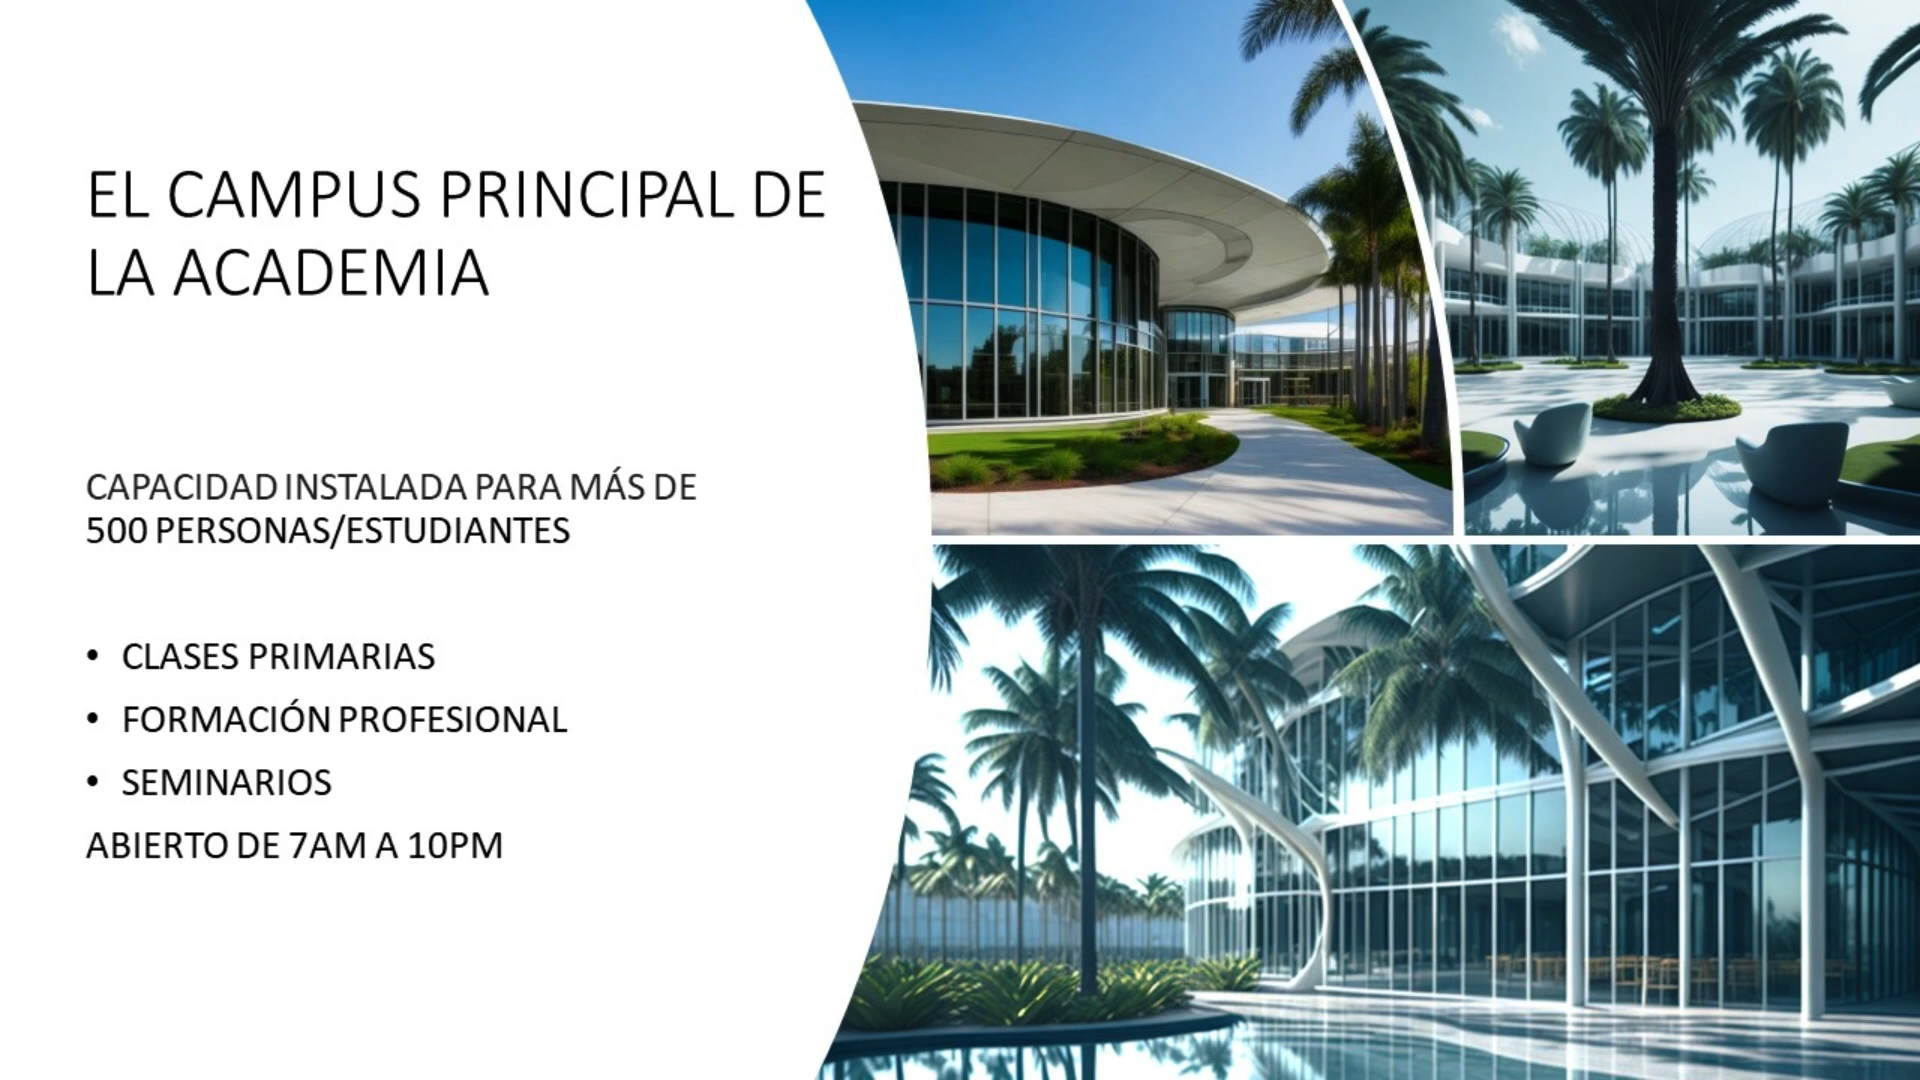 EL CAMPUS PRINCIPAL DE
LA ACADEMIA
CAPACIDAD INSTALADA PARA MÁS DE
500 PERSONAS/ESTUDIANTES
• CLASES PRIMARIAS
• FORMACIÓN PROFESIONAL
• SEMINARIOS
ABIERTO DE 7AM A 10PM